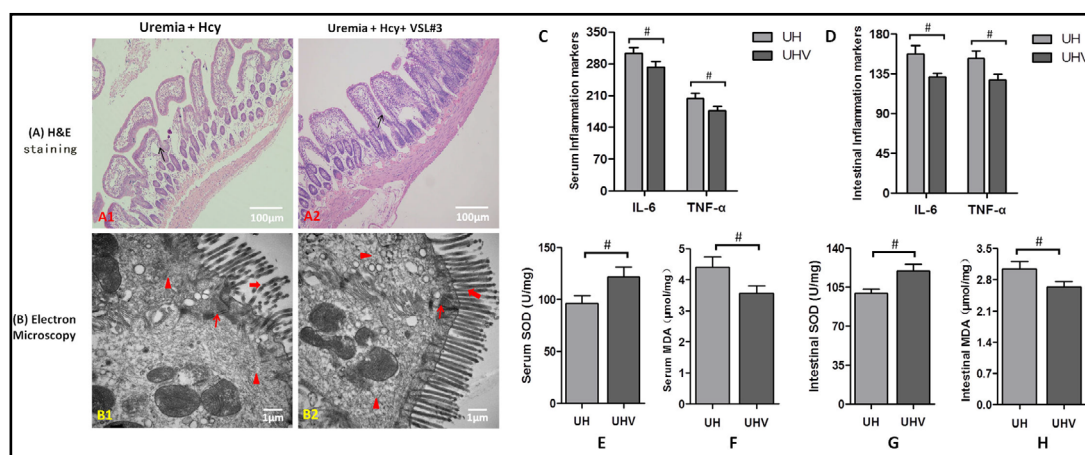 Uremia + Hcy
Uremia + Hcy+ VSL#3
(A) H&E
staining
A1
100μm
A2
100μm
(B) Electron
Microscopy
B1
1μm
B2
1μm
C
Serum Inflammation markers
350
280
210
140
70
0
#
#
IL-6
TNF-α
UH
UHV
D
Intestinal Inflammation markers
180
135
90
45
0
#
#
IL-6
TNF-α
UH
UHV
Serum SOD (U/mg)
150
100
50
0
#
UH
UHV
E
Serum MDA (μmol/mg)
6
5
4
3
2
1
0
#
UH
UHV
F
Intestinal SOD (U/mg)
140
105
70
35
0
#
UH
UHV
G
Intestinal MDA (μmol/mg)
3.5
2.8
2.1
1.4
0.7
0.0
#
UH
UHV
H